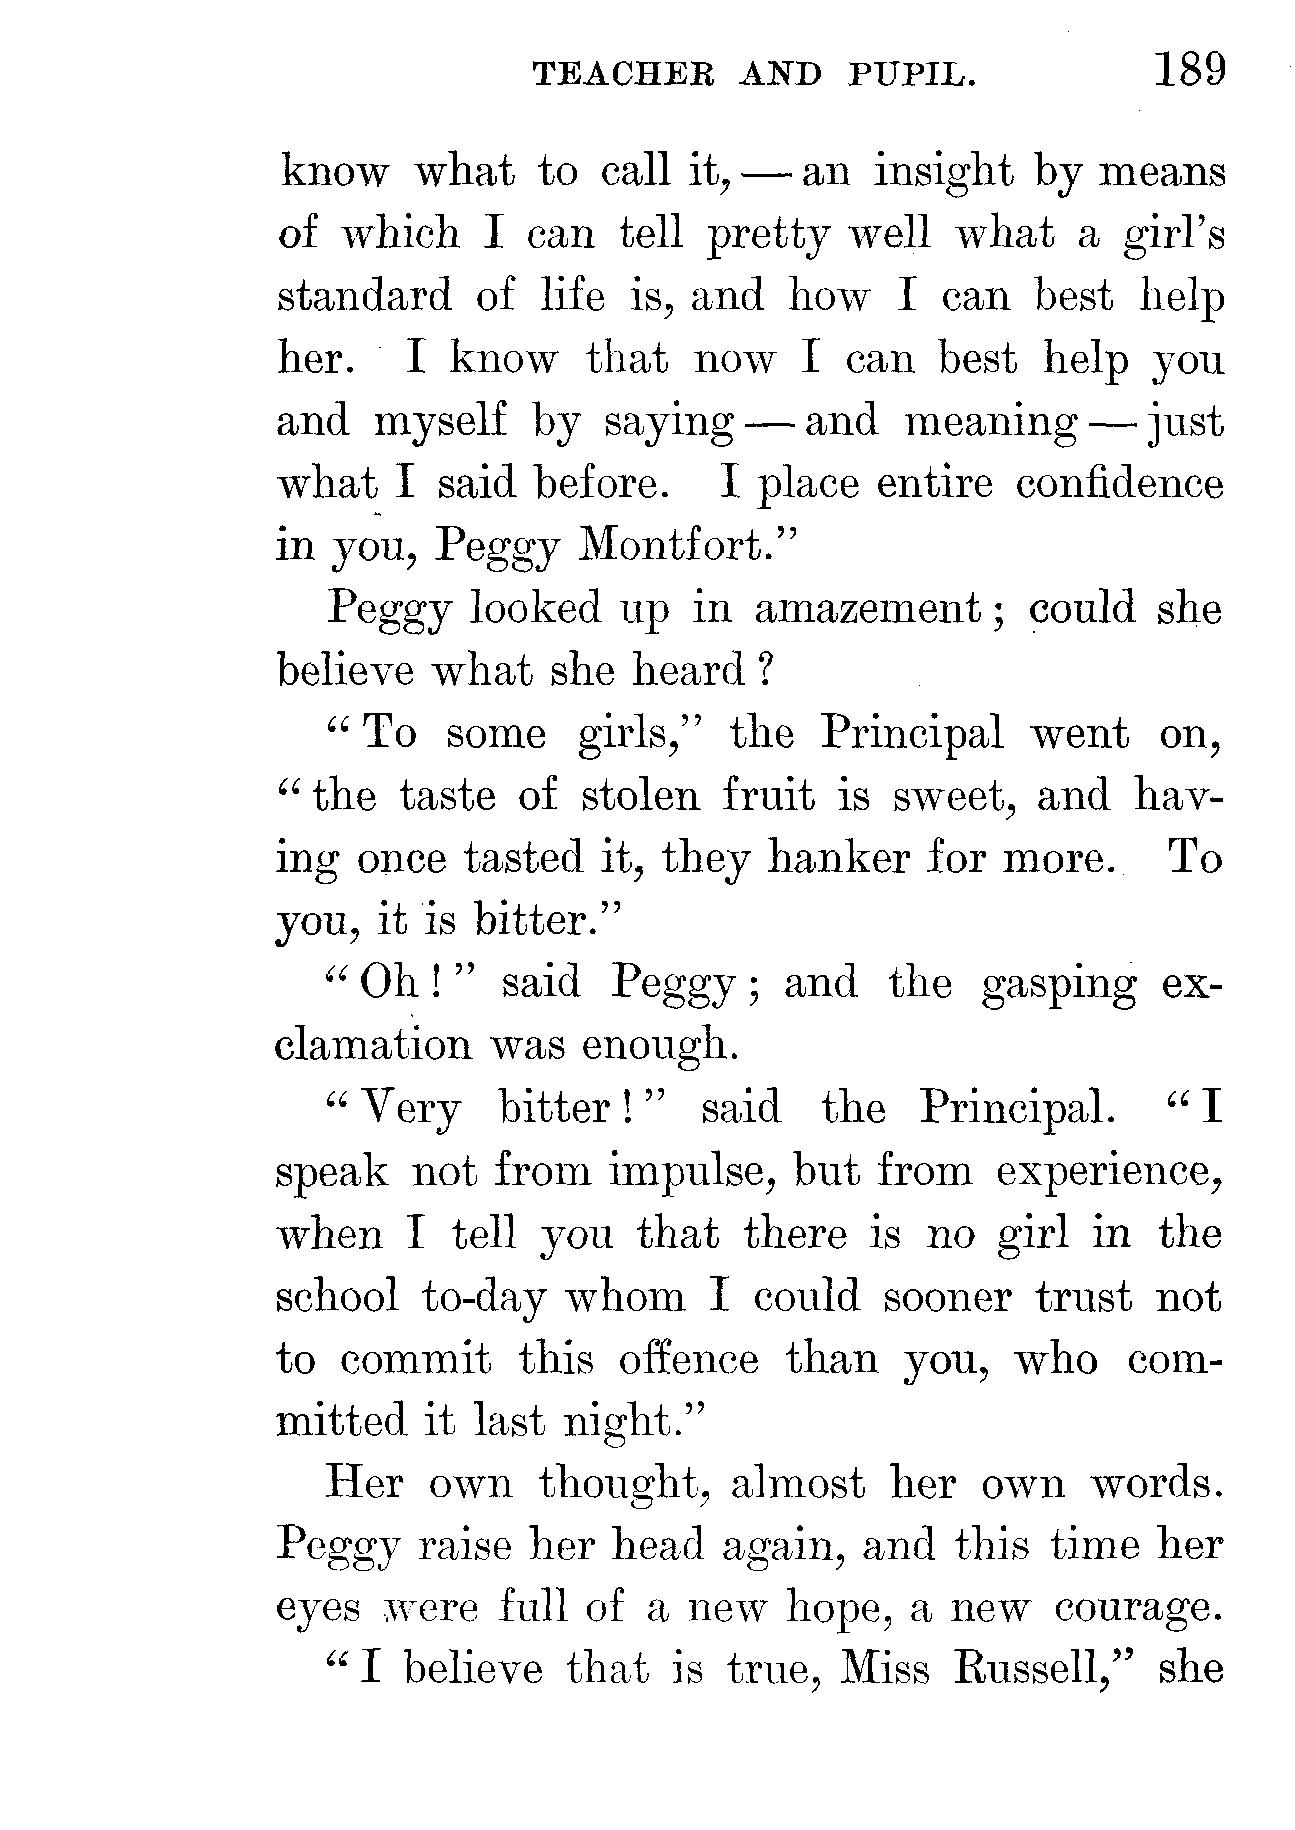 TEACHER AND PUPIL. 189
know what to call it, — an insight by means
of which I can tell pretty well what a girl's
standard of life is, and how I can best help
her. I know that now I can best help you
and myself by saying — and meaning — just
what I said before. I place entire confidence
in you, Peggy Montfort."
Peggy looked up in amazement; could she
believe what she heard?
"To some girls," the Principal went on,
"the taste of stolen fruit is sweet, and hav-
ing once tasted it, they hanker for more. To
you, it is bitter."
"Oh!" said Peggy; and the gasping ex-
clamation was enough.
"Very bitter!" said the Principal. "I
speak not from impulse, but from experience,
when I tell you that there is no girl in the
school to-day whom I could sooner trust not
to commit this offence than you, who com-
mitted it last night."
Her own thought, almost her own words.
Peggy raise her head again, and this time her
eyes were full of a new hope, a new courage.
"I believe that is true, Miss Russell," she